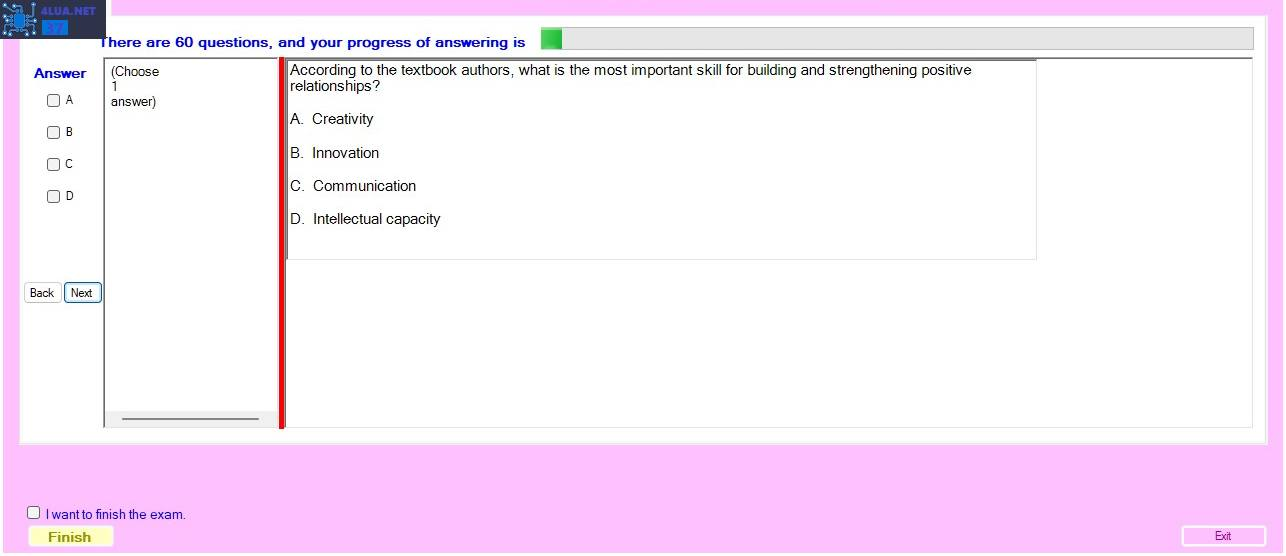 4LUA.NET
37
There are 60 questions, and your progress of answering is
Answer
A
B
C
D
Back Next
(Choose
1
answer)
According to the textbook authors, what is the most important skill for building and strengthening positive
relationships?
A. Creativity
B. Innovation
C. Communication
D. Intellectual capacity
I want to finish the exam.
Finish
Exit